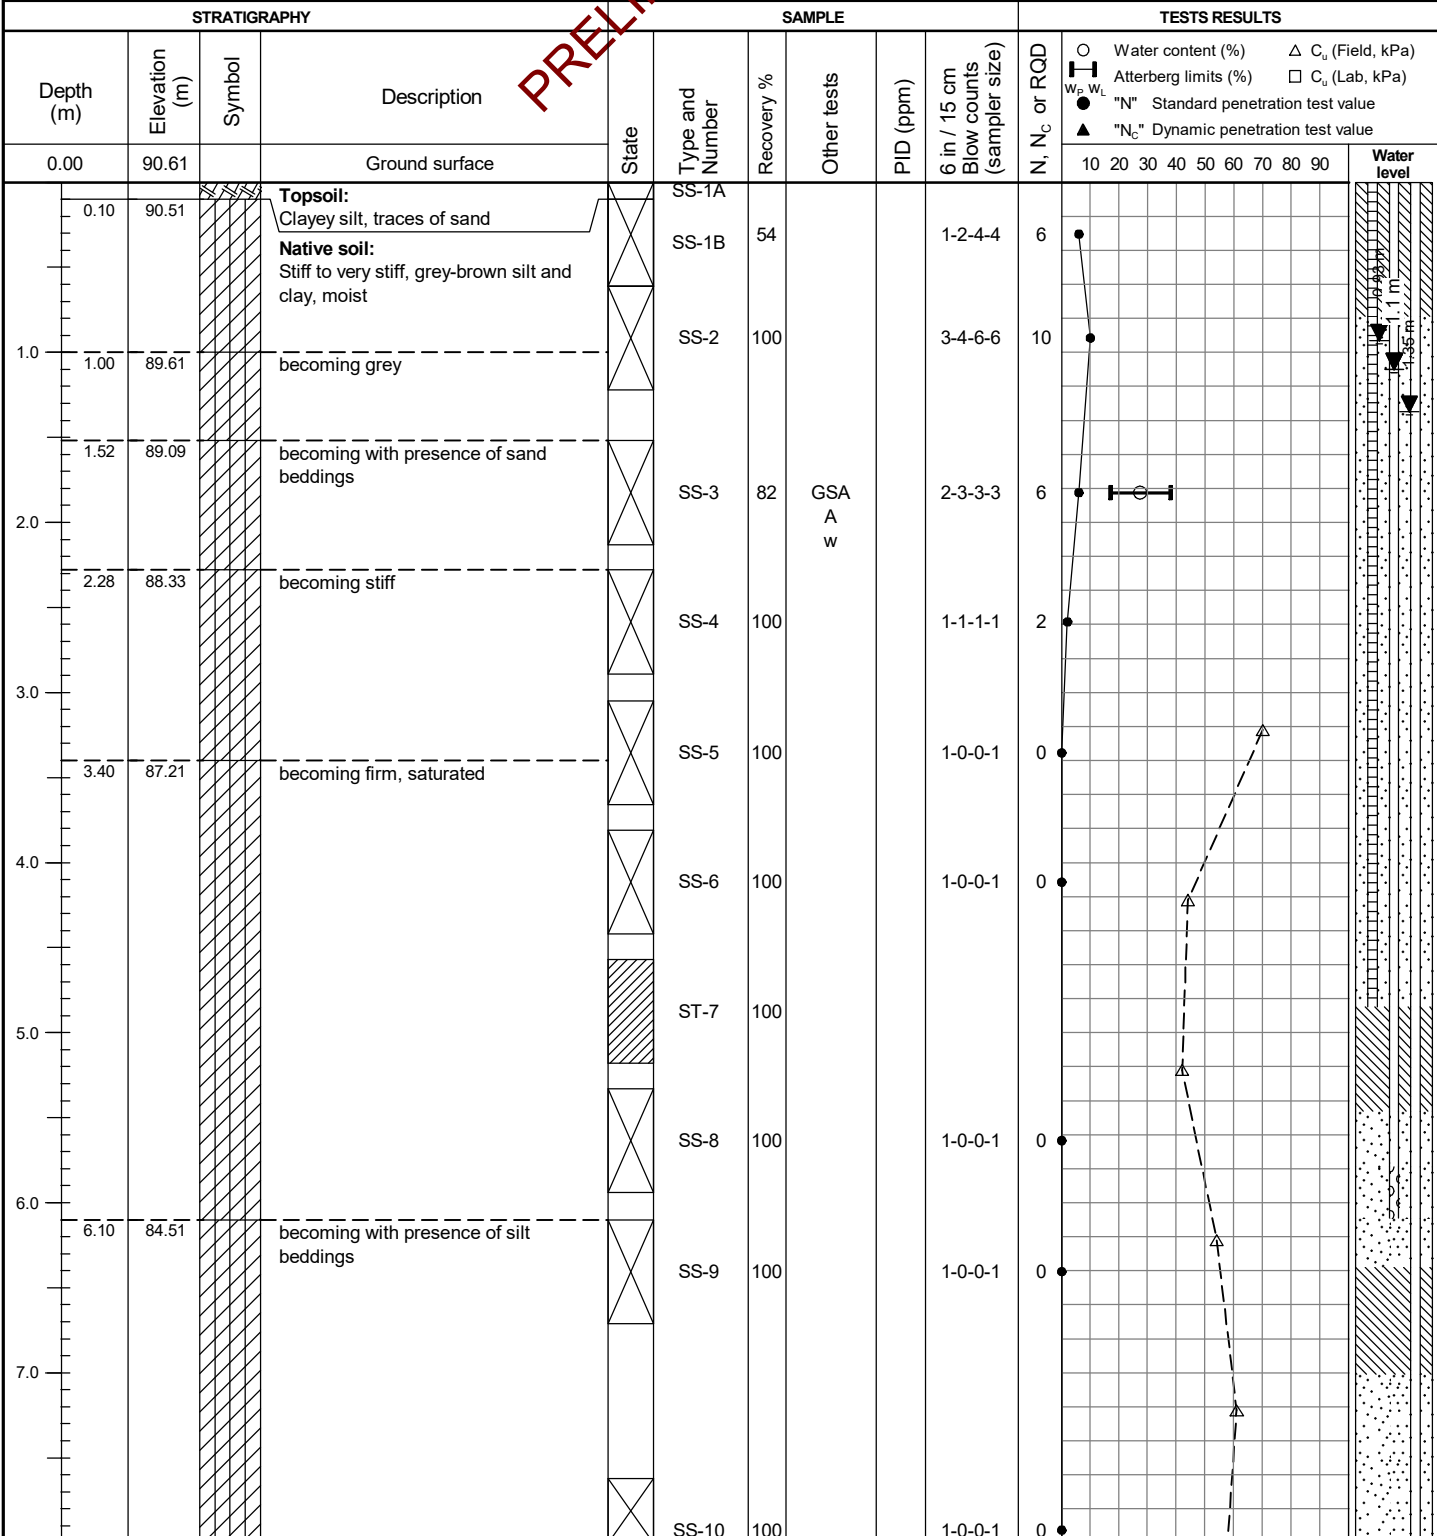 PRELI
STRATIGRAPHY SAMPLE TESTS RESULTS
Depth (m)
Elevation (m)
Symbol
Description
State
Type and Number
Recovery %
Other tests
PID (ppm)
6 in / 15 cm Blow counts (sampler size)
N, NC or RQD
Water content (%)
Cu (Field, kPa)
Atterberg limits (%)
Cu (Lab, kPa)
WP WL
"N" Standard penetration test value
"NC" Dynamic penetration test value
0.00 90.61 Ground surface
10 20 30 40 50 60 70 80 90
Water level
Topsoil: SS-1A
0.10 90.51 Clayey silt, traces of sand
SS-1B 54 1-2-4-4 6
Native soil:
Stiff to very stiff, grey-brown silt and
clay, moist
1.1 m
1.35 m
SS-2 100 3-4-6-6 10
1.0
1.00 89.61 becoming grey
1.52 89.09 becoming with presence of sand
beddings
SS-3 82 GSA 2-3-3-3 6
A
2.0
w
2.28 88.33 becoming stiff
SS-4 100 1-1-1-1 2
3.0
SS-5 100 1-0-0-1 0
3.40 87.21 becoming firm, saturated
4.0
SS-6 100 1-0-0-1 0
ST-7 100
5.0
SS-8 100 1-0-0-1 0
6.0
6.10 84.51 becoming with presence of silt
beddings
SS-9 100 1-0-0-1 0
7.0
SS-10 100 1-0-0-1 0